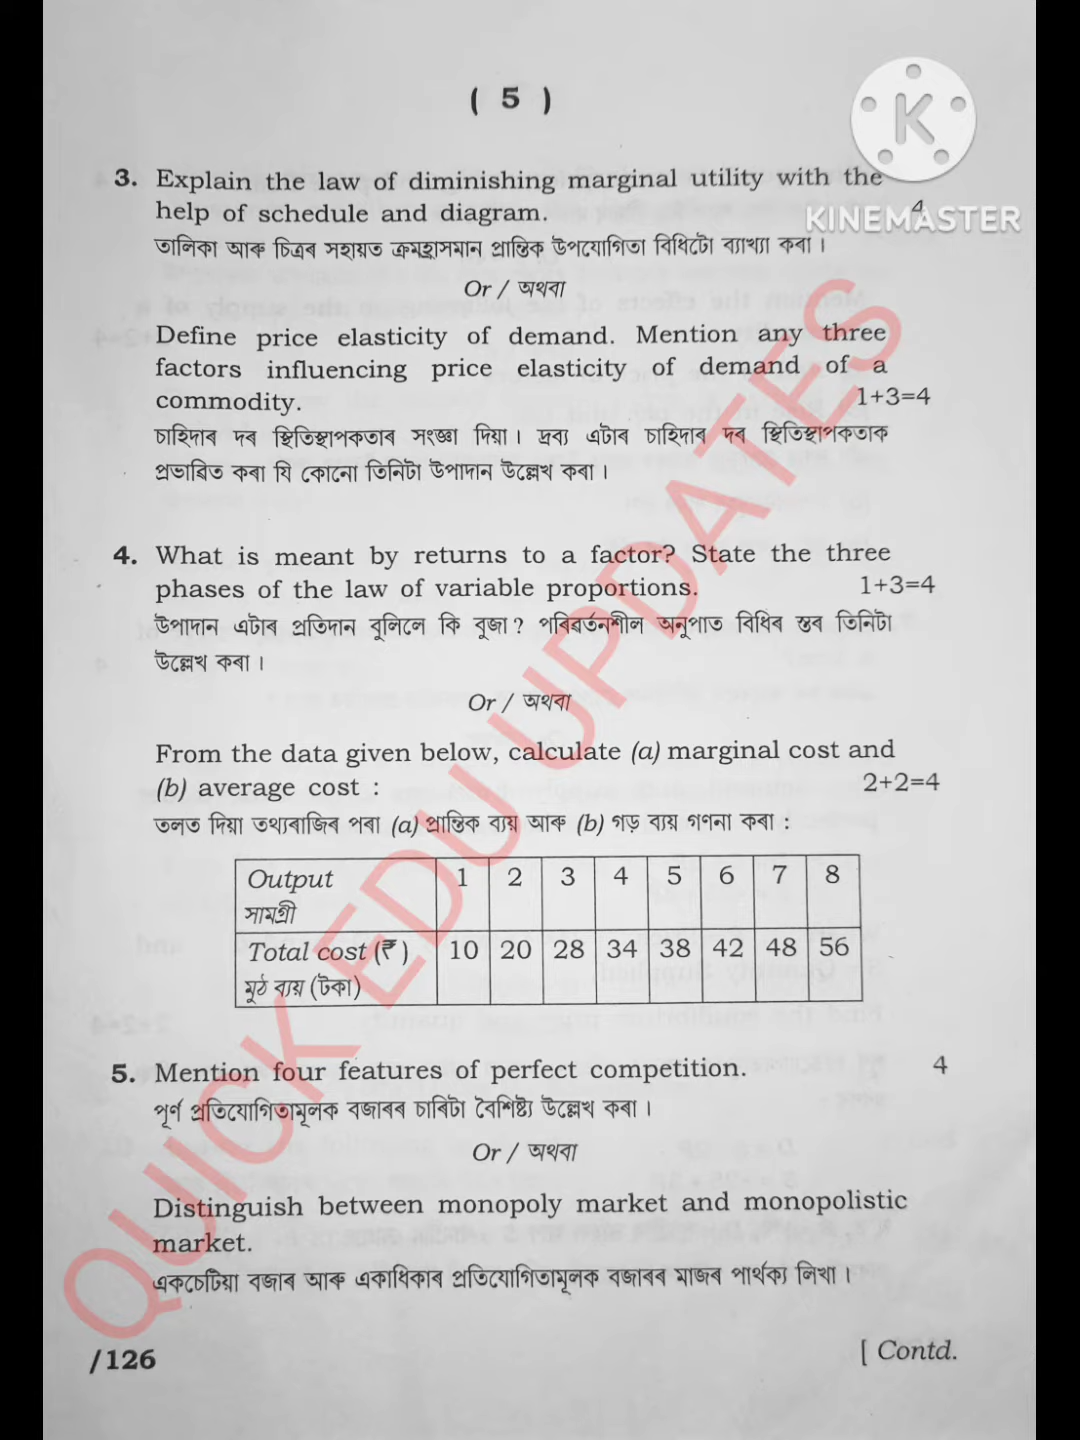 ( 5 )
KINEMASTER
3. Explain the law of diminishing marginal utility with the
help of schedule and diagram. 4
তালিকা আৰু চিত্ৰৰ সহায়ত ক্ৰমহ্ৰাসমান প্ৰান্তিক উপযোগিতা বিধিটো ব্যাখ্যা কৰা ।
Or / অথবা
Define price elasticity of demand. Mention any three
factors influencing price elasticity of demand of a
commodity. 1+3=4
চাহিদাৰ দৰ স্থিতিস্থাপকতাৰ সংজ্ঞা দিয়া । দ্ৰব্য এটাৰ চাহিদাৰ দৰ স্থিতিস্থাপকতাক
প্ৰভাৱিত কৰা যি কোনো তিনিটা উপাদান উল্লেখ কৰা ।
4. What is meant by returns to a factor? State the three
phases of the law of variable proportions. 1+3=4
উপাদান এটাৰ প্ৰতিদান বুলিলে কি বুজা ? পৰিৱৰ্তনশীল অনুপাত বিধিৰ স্তৰ তিনিটা
উল্লেখ কৰা ।
Or / অথবা
From the data given below, calculate (a) marginal cost and
(b) average cost : 2+2=4
তলত দিয়া তথ্যৰাজিৰ পৰা (a) প্ৰান্তিক ব্যয় আৰু (b) গড় ব্যয় গণনা কৰা :
Output 1 2 3 4 5 6 7 8
সামগ্ৰী
Total cost (₹) 10 20 28 34 38 42 48 56
মুঠ ব্যয় (টকা)
5. Mention four features of perfect competition. 4
পূৰ্ণ প্ৰতিযোগিতামূলক বজাৰৰ চাৰিটা বৈশিষ্ট্য উল্লেখ কৰা ।
Or / অথবা
Distinguish between monopoly market and monopolistic
market.
একচেটিয়া বজাৰ আৰু একাধিকাৰ প্ৰতিযোগিতামূলক বজাৰৰ মাজৰ পাৰ্থক্য লিখা ।
/126 [ Contd.
QUICK EDU UPDATES